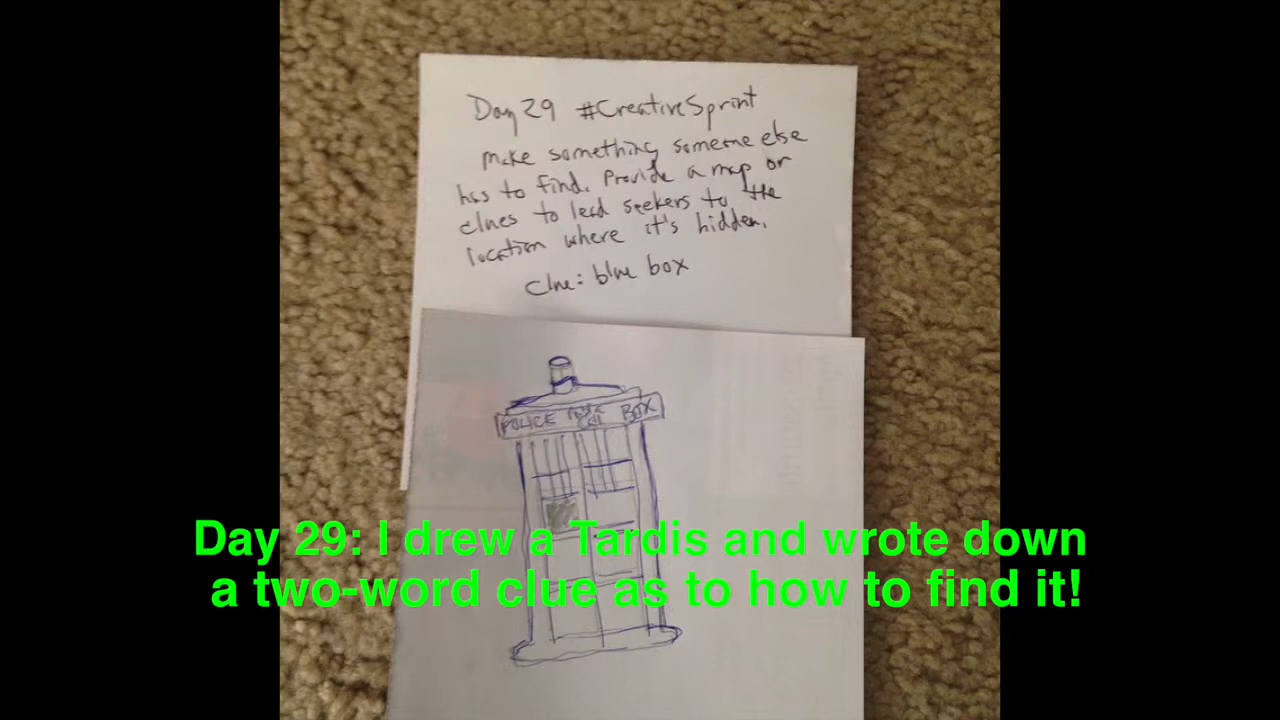 Day 29 #CreativeSprint
Make something someone else
has to find. Provide a map or
clues to lead seekers to the
location where it's hidden.
Clue: blue box
POLICE BOX
Day 29: I drew a Tardis and wrote down
a two-word clue as to how to find it!